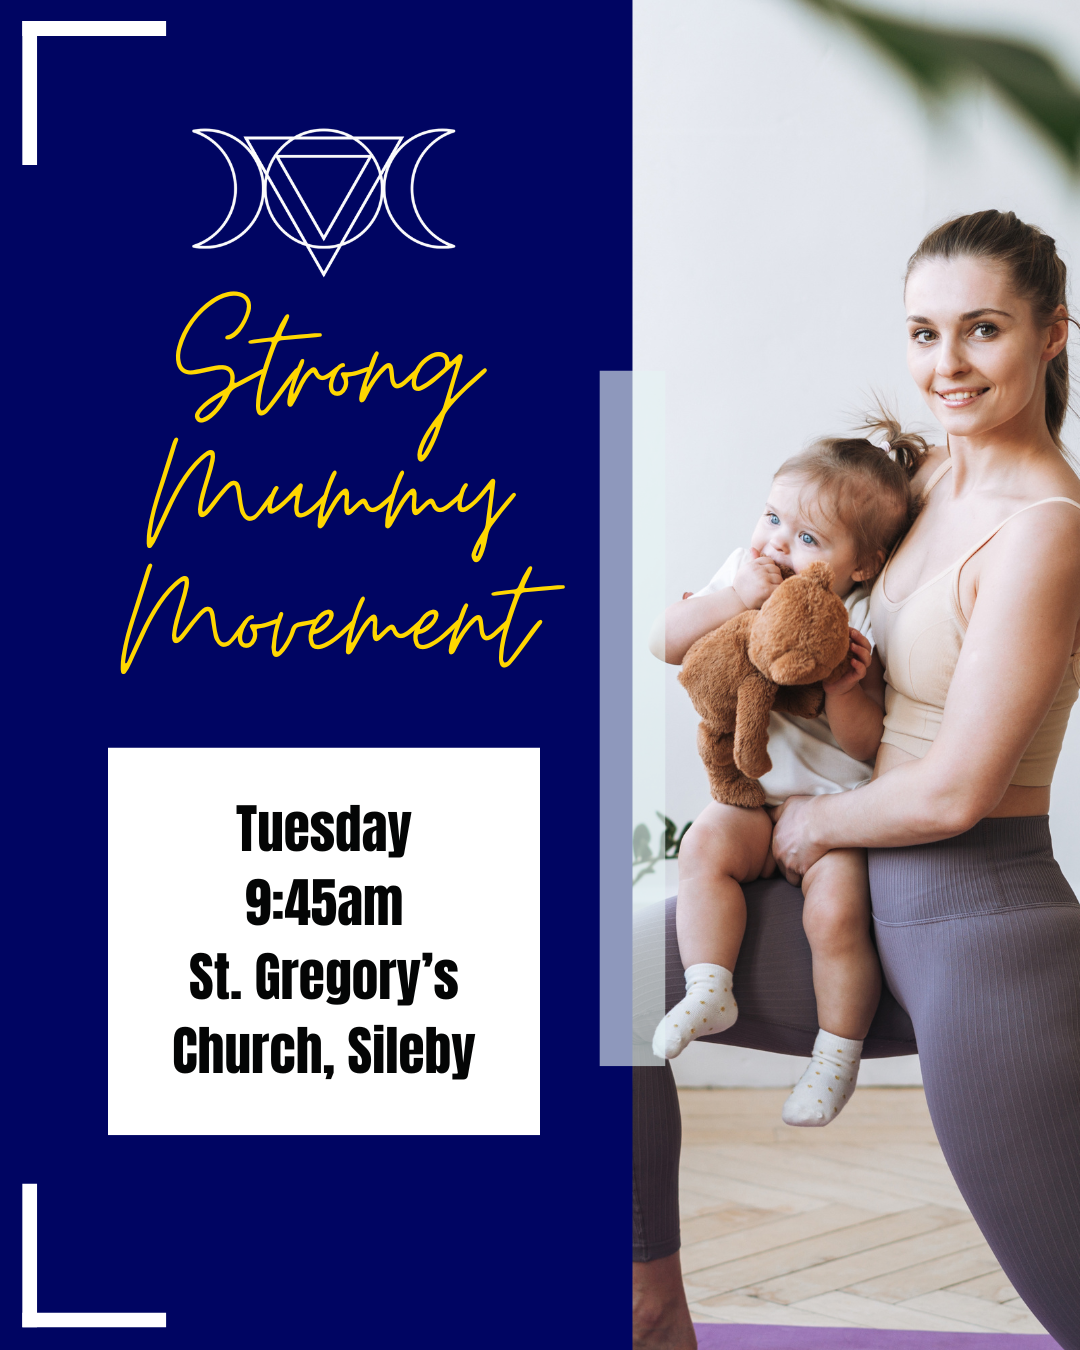 Strong
Mummy
Movement
Tuesday
9:45am
St. Gregory’s
Church, Sileby